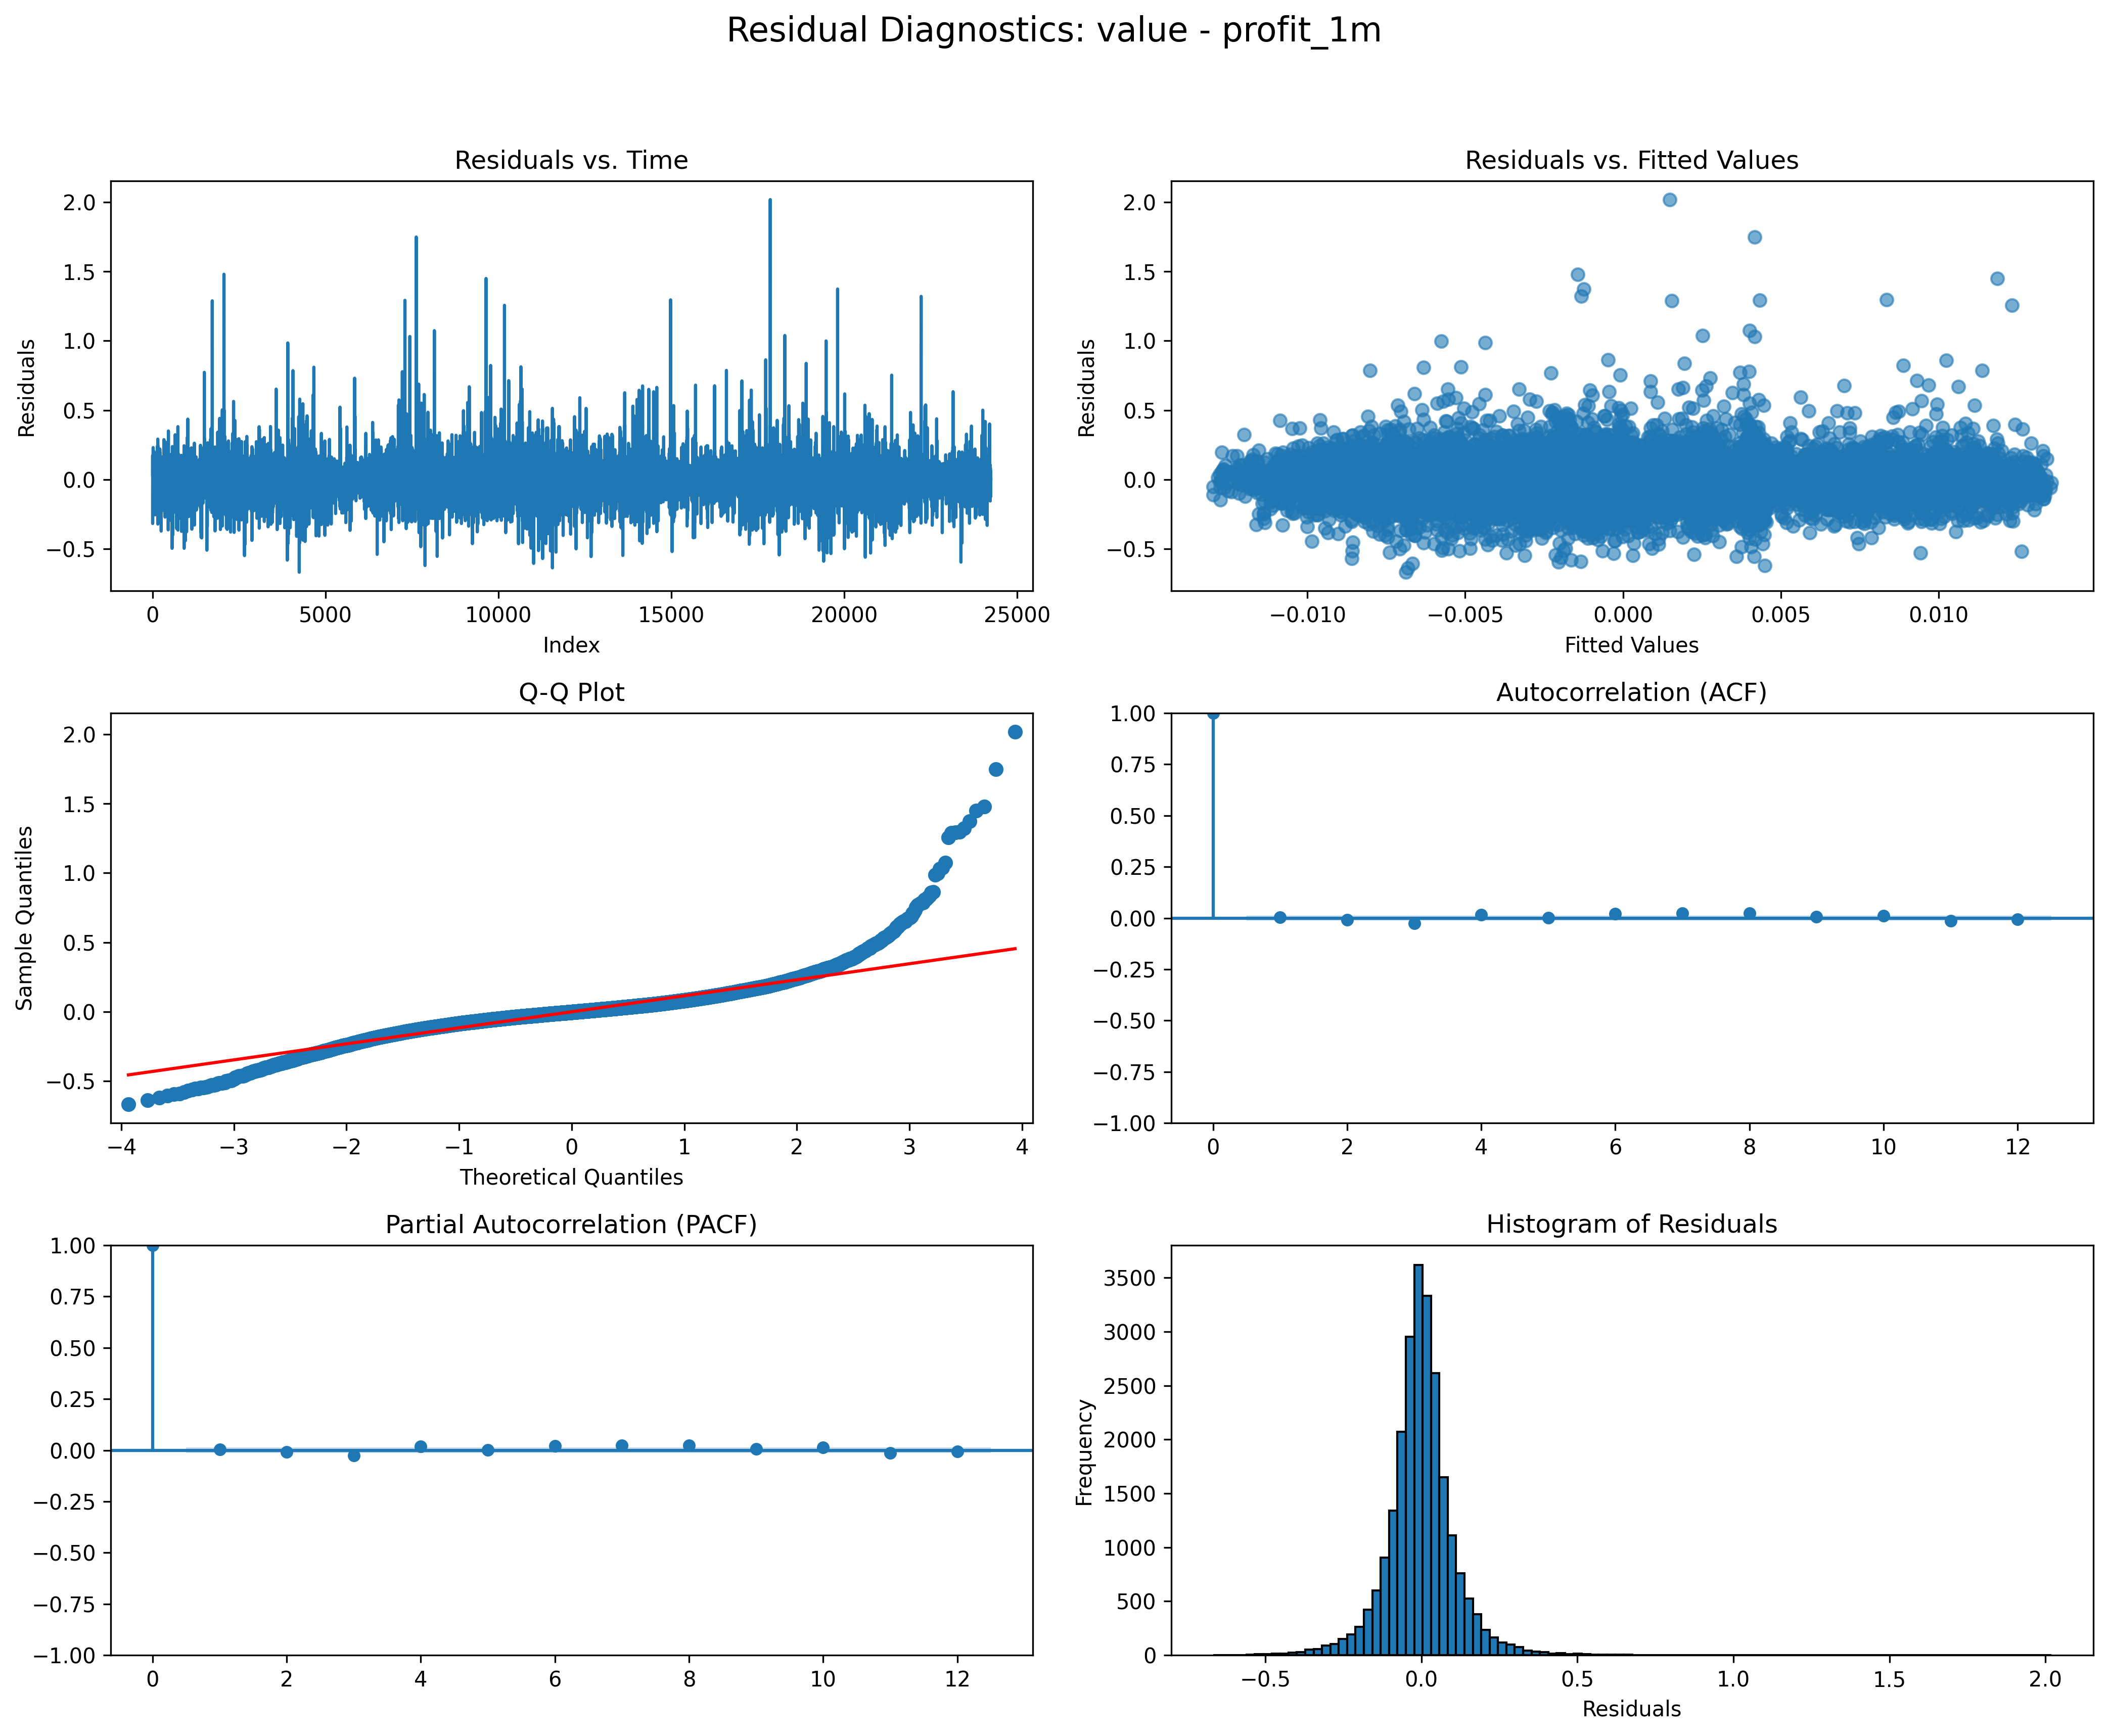 Residual Diagnostics: value - profit_1m
Residuals vs. Time
Residuals
2.0
1.5
1.0
0.5
0.0
−0.5
0 5000 10000 15000 20000 25000
Index
Residuals vs. Fitted Values
Residuals
2.0
1.5
1.0
0.5
0.0
−0.5
−0.010 −0.005 0.000 0.005 0.010
Fitted Values
Q-Q Plot
Sample Quantiles
2.0
1.5
1.0
0.5
0.0
−0.5
−4 −3 −2 −1 0 1 2 3 4
Theoretical Quantiles
Autocorrelation (ACF)
1.00
0.75
0.50
0.25
0.00
−0.25
−0.50
−0.75
−1.00
0 2 4 6 8 10 12
Partial Autocorrelation (PACF)
1.00
0.75
0.50
0.25
0.00
−0.25
−0.50
−0.75
−1.00
0 2 4 6 8 10 12
Histogram of Residuals
Frequency
3500
3000
2500
2000
1500
1000
500
0
−0.5 0.0 0.5 1.0 1.5 2.0
Residuals